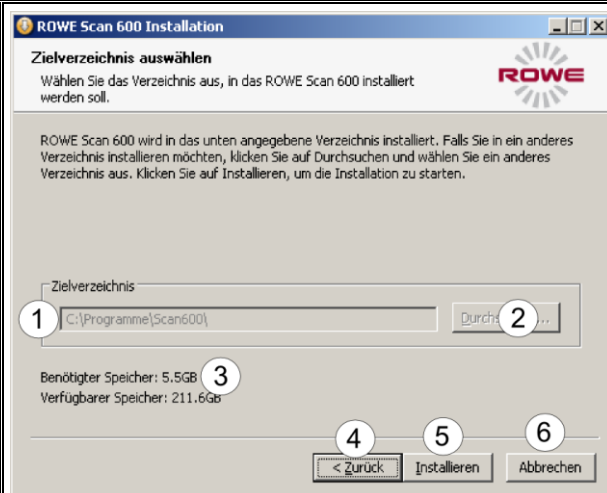 ROWE Scan 600 Installation
Zielverzeichnis auswählen
Wählen Sie das Verzeichnis aus, in das ROWE Scan 600 installiert
werden soll.
ROWE
ROWE Scan 600 wird in das unten angegebene Verzeichnis installiert. Falls Sie in ein anderes
Verzeichnis installieren möchten, klicken Sie auf Durchsuchen und wählen Sie ein anderes
Verzeichnis aus. Klicken Sie auf Installieren, um die Installation zu starten.
Zielverzeichnis
1 C:\Programme\Scan600\ 2
Benötigter Speicher: 5.5GB 3
Verfügbarer Speicher: 211.6GB
4 5 6
< Zurück Installieren Abbrechen